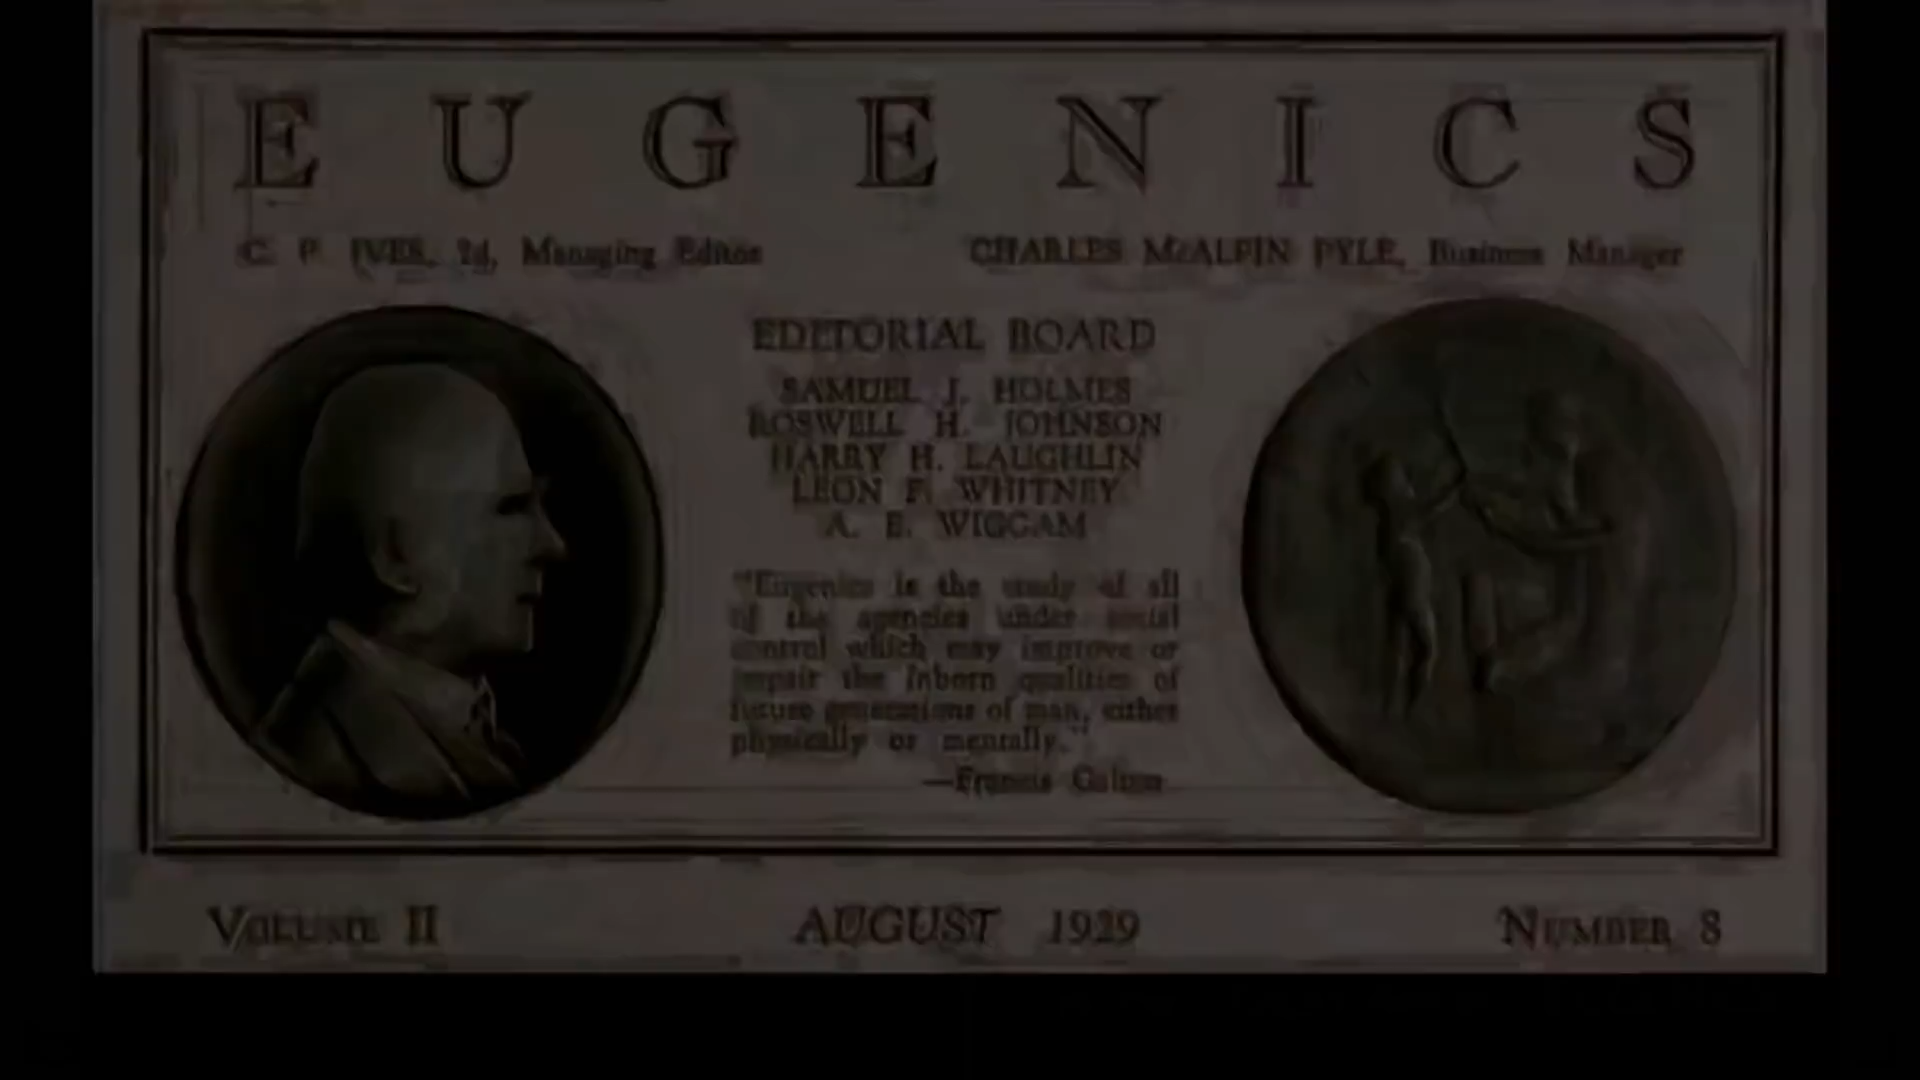 EUGENICS
C. P. IVES, 2d, Managing Editor
CHARLES McALPIN PYLE, Business Manager
EDITORIAL BOARD
SAMUEL J. HOLMES
ROSWELL H. JOHNSON
HARRY H. LAUGHLIN
LEON F. WHITNEY
A. E. WIGGAM
"Eugenics is the study of all
of the agencies under social
control which may improve or
impair the inborn qualities of
future generations of man, either
physically or mentally."
—Francis Galton
VOLUME II
AUGUST 1929
NUMBER 8